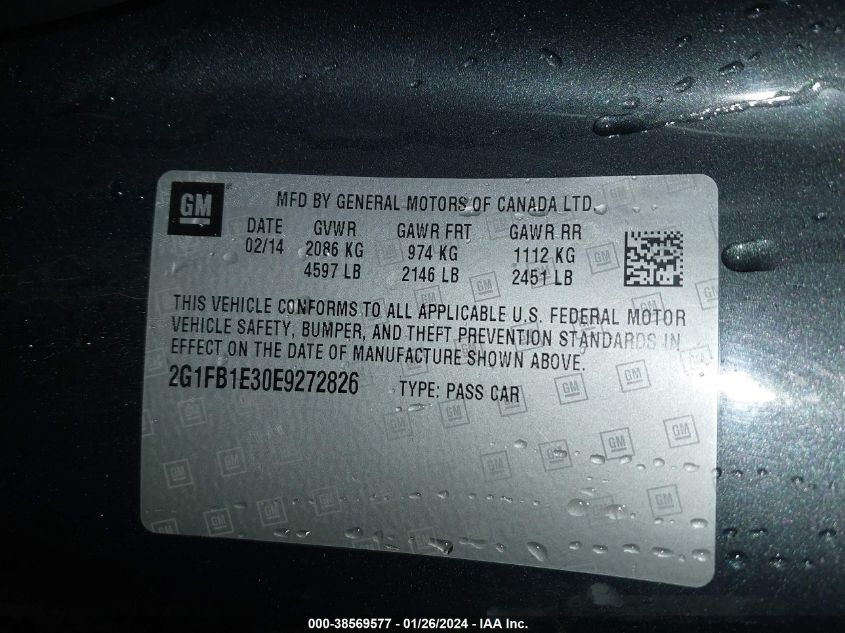 GM
MFD BY GENERAL MOTORS OF CANADA LTD.
DATE GVWR GAWR FRT GAWR RR
02/14 2086 KG 974 KG 1112 KG
4597 LB 2146 LB 2451 LB
THIS VEHICLE CONFORMS TO ALL APPLICABLE U.S. FEDERAL MOTOR
VEHICLE SAFETY, BUMPER, AND THEFT PREVENTION STANDARDS IN
EFFECT ON THE DATE OF MANUFACTURE SHOWN ABOVE.
2G1FB1E30E9272826 TYPE: PASS CAR
000-38569577 - 01/26/2024 - IAA Inc.